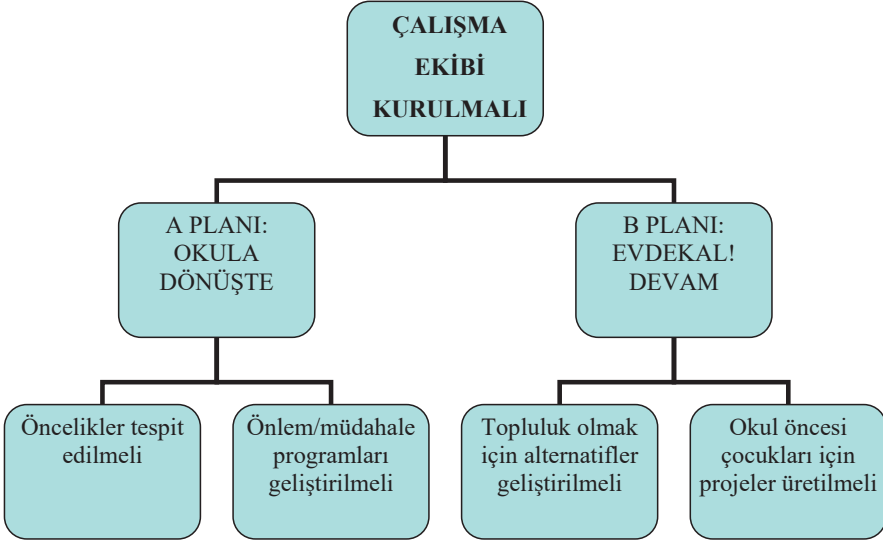 ÇALIŞMA
EKİBİ
KURULMALI
A PLANI:
OKULA
DÖNÜŞTE
B PLANI:
EVDEKAL!
DEVAM
Öncelikler tespit
edilmeli
Önlem/müdahale
programları
geliştirilmeli
Topluluk olmak
için alternatifler
geliştirilmeli
Okul öncesi
çocukları için
projeler üretilmeli